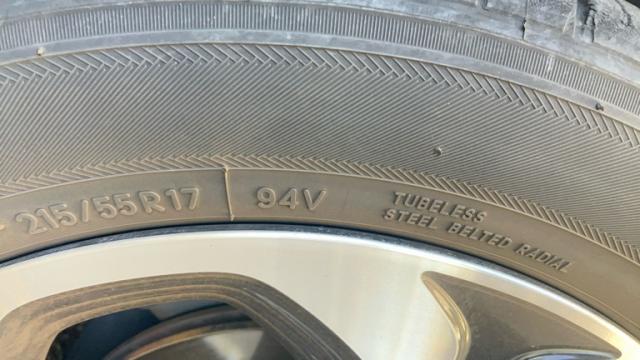 215/55R17 94V
TUBELESS
STEEL BELTED RADIAL